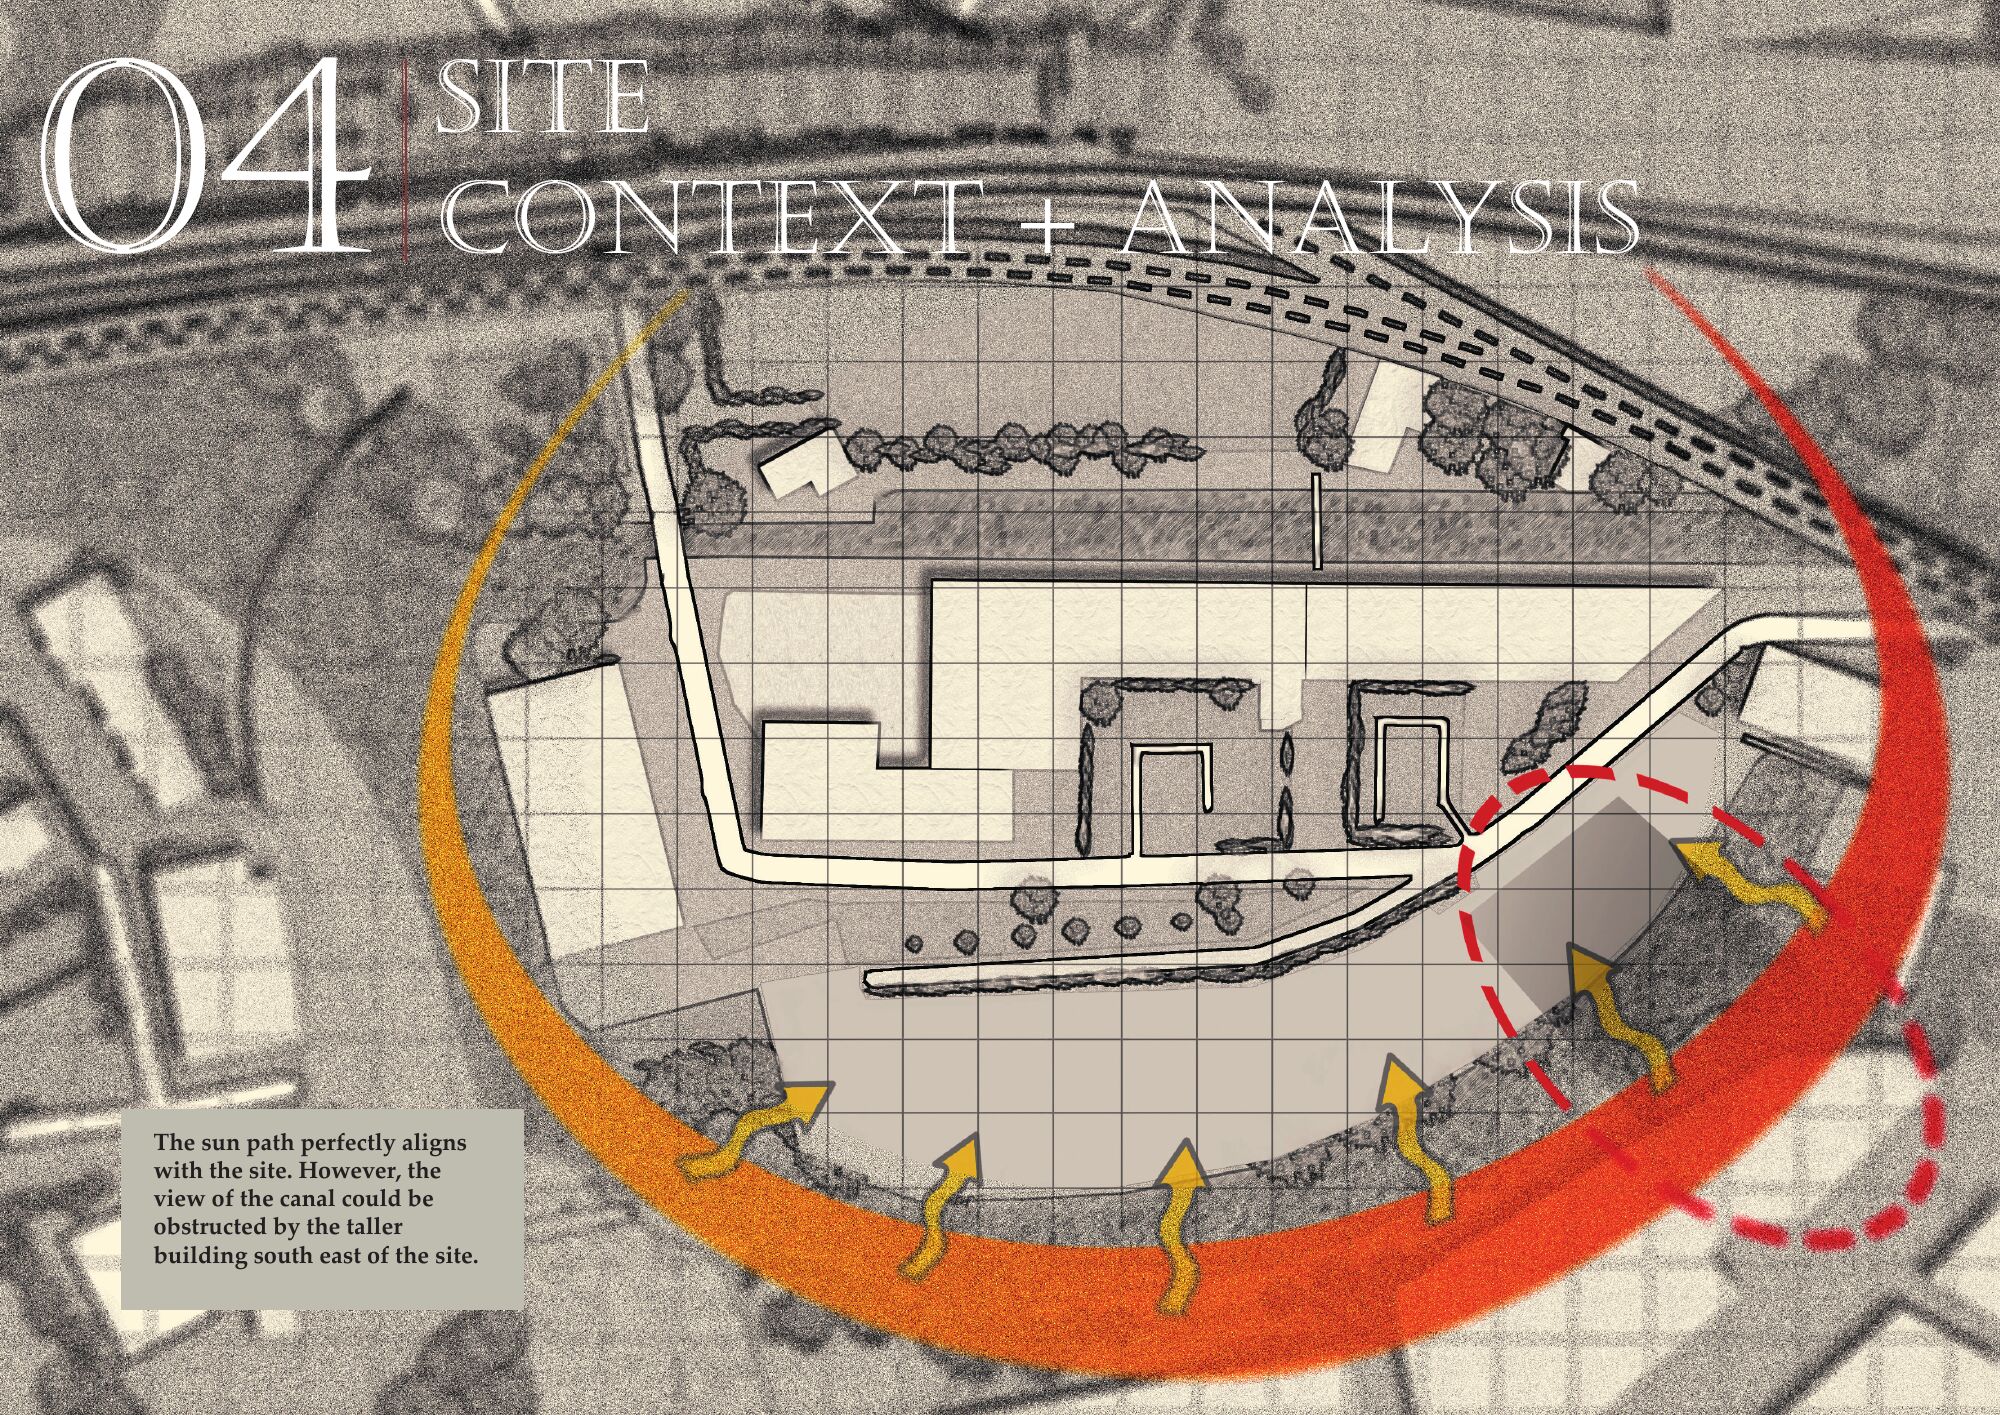 04
SITE
CONTEXT + ANALYSIS
The sun path perfectly aligns
with the site. However, the
view of the canal could be
obstructed by the taller
building south east of the site.